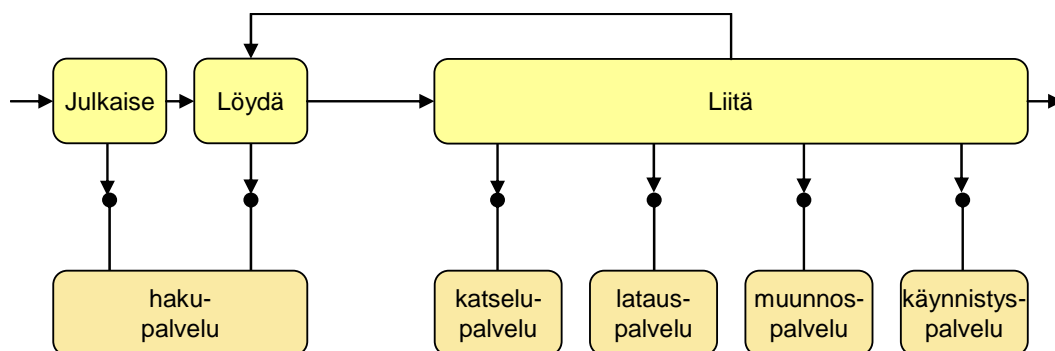 Julkaise
Löydä
Liitä
haku-
palvelu
katselu-
palvelu
lataus-
palvelu
muunnos-
palvelu
käynnistys-
palvelu